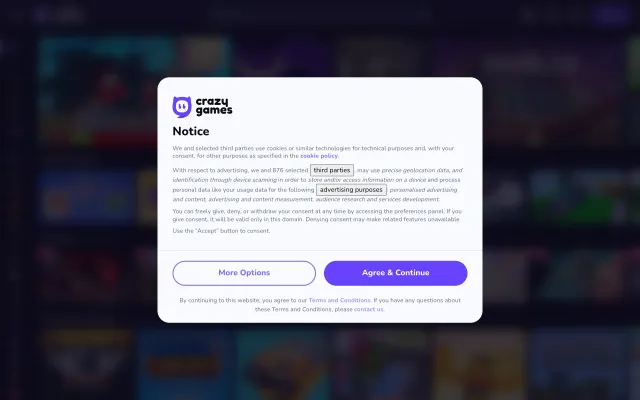 crazy
games
Notice
We and selected third parties use cookies or similar technologies for technical purposes and, with your
consent, for other purposes as specified in the cookie policy.
With respect to advertising, we and 876 selected third parties , may use precise geolocation data, and
identification through device scanning in order to store and/or access information on a device and process
personal data like your usage data for the following advertising purposes : personalised advertising
and content, advertising and content measurement, audience research and services development.
You can freely give, deny, or withdraw your consent at any time by accessing the preferences panel. If you
give consent, it will be valid only in this domain. Denying consent may make related features unavailable.
Use the “Accept” button to consent.
More Options
Agree & Continue
By continuing to this website, you agree to our Terms and Conditions. If you have any questions about
these Terms and Conditions, please contact us.